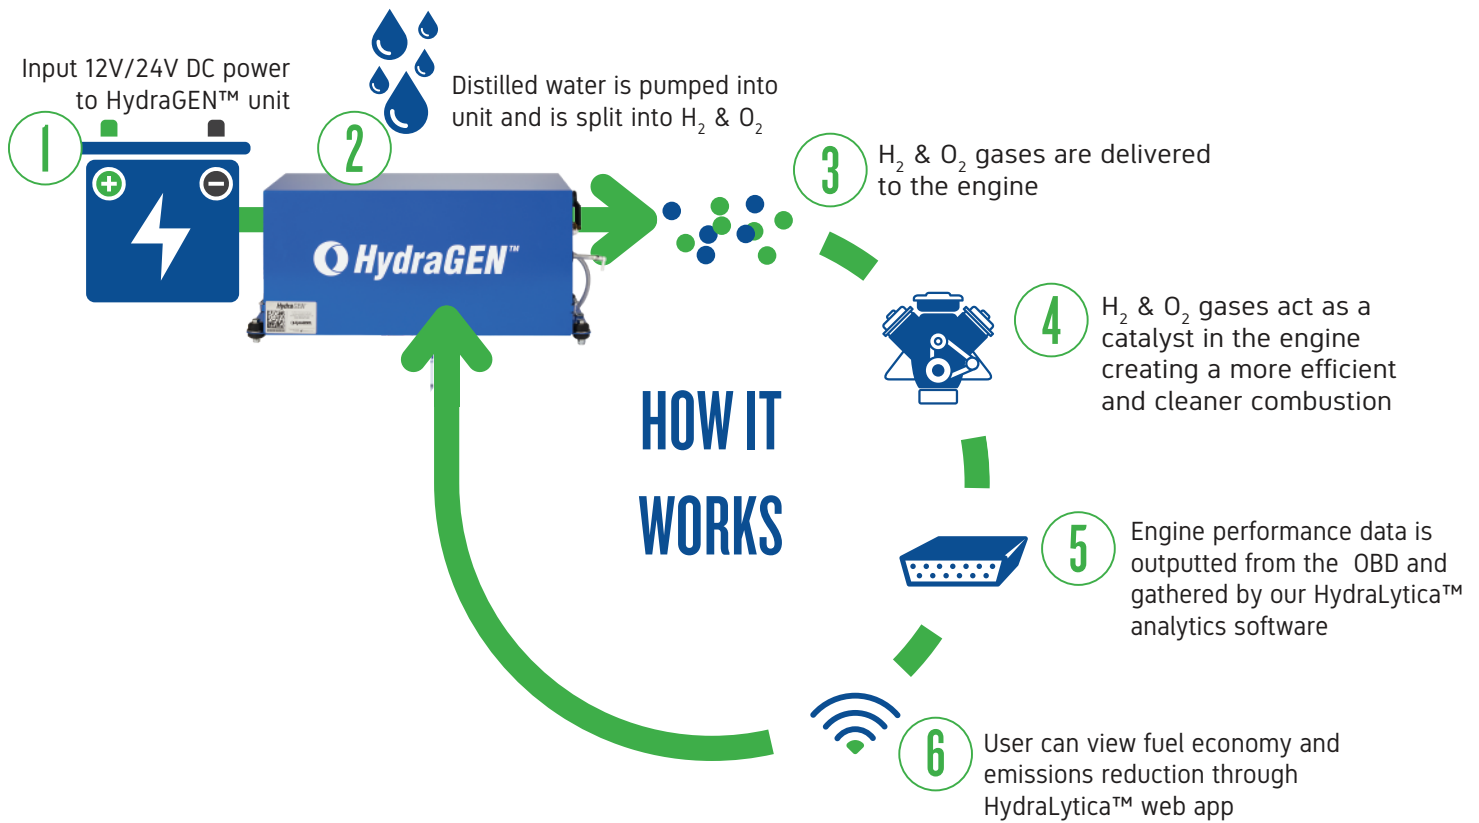 Input 12V/24V DC power
to HydraGEN™ unit
1
2
Distilled water is pumped into
unit and is split into H₂ & O₂
3
H₂ & O₂ gases are delivered
to the engine
HydraGEN™
HydraGEN
4
H₂ & O₂ gases act as a
catalyst in the engine
creating a more efficient
and cleaner combustion
HOW IT
WORKS
5
Engine performance data is
outputted from the OBD and
gathered by our HydraLytica™
analytics software
6
User can view fuel economy and
emissions reduction through
HydraLytica™ web app